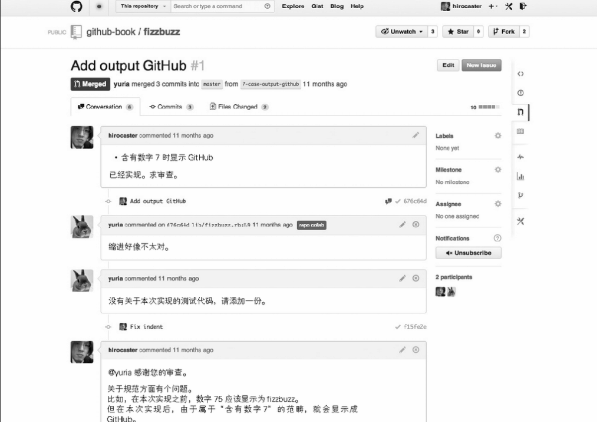 This repository Search or type a command Explore Gist Blog Help hirocaster
PUBLIC github-book / fizzbuzz Unwatch 3 Star 0 Fork 3
Add output GitHub #1 Edit New Issue
Merged yuria merged 3 commits into master from 7-case-output-github 11 months ago
Conversation 6 Commits 3 Files Changed 3
hirocaster commented 11 months ago
• 含有数字 7 时显示 GitHub
已经实现。求审查。
Labels
None yet
Milestone
No milestone
Assignee
No one assigned
Notifications
Unsubscribe
2 participants
Add output GitHub 676c64d
yuria commented on 676c64d 11 months ago repo collab
缩进好像不太对。
yuria commented 11 months ago
没有关于本次实现的测试代码，请添加一份。
Fix indent f15fe2e
hirocaster commented 11 months ago
@yuria 感谢您的审查。
关于规范方面有个问题。
比如，在本次实现之前，数字 75 应该显示为 fizzbuzz。
但在本次实现后，由于属于“含有数字 7”的范畴，就会显示成
GitHub。